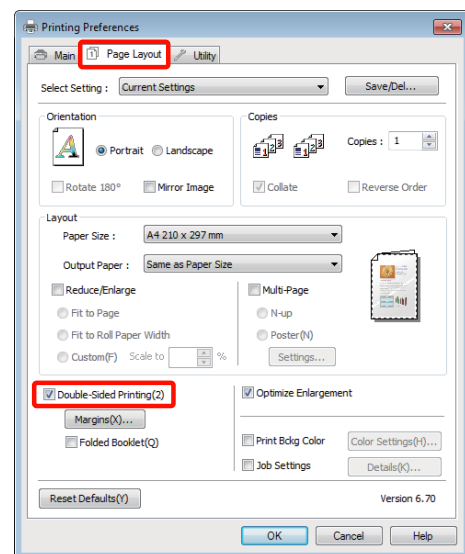 Printing Preferences
Main
Page Layout
Utility
Select Setting :
Current Settings
Save/Del...
Orientation
Portrait
Landscape
Rotate 180°
Mirror Image
Copies
Copies :
1
Collate
Reverse Order
Layout
Paper Size :
A4 210 x 297 mm
Output Paper :
Same as Paper Size
Reduce/Enlarge
Fit to Page
Fit to Roll Paper Width
Custom(F)
Scale to
%
Multi-Page
N-up
Poster(N)
Settings...
Double-Sided Printing(2)
Margins(X)...
Folded Booklet(Q)
Optimize Enlargement
Print Bckg Color
Color Settings(H)...
Job Settings
Details(K)...
Reset Defaults(Y)
Version 6.70
OK
Cancel
Help